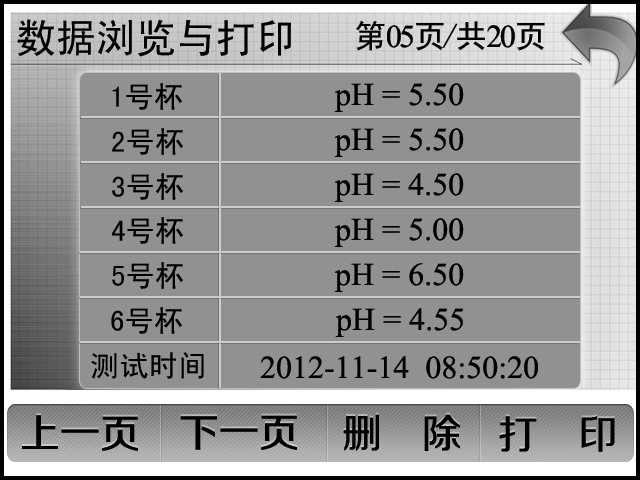 数据浏览与打印 第05页/共20页
1号杯 pH = 5.50
2号杯 pH = 5.50
3号杯 pH = 4.50
4号杯 pH = 5.00
5号杯 pH = 6.50
6号杯 pH = 4.55
测试时间 2012-11-14 08:50:20
上一页 下一页 删 除 打 印